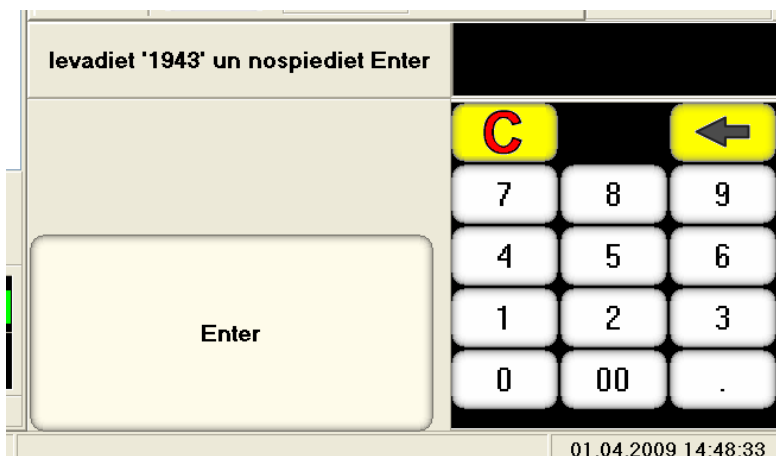 Ievadiet '1943' un nospiediet Enter
C
7 8 9
4 5 6
1 2 3
Enter
0 00 .
01.04.2009 14:48:33